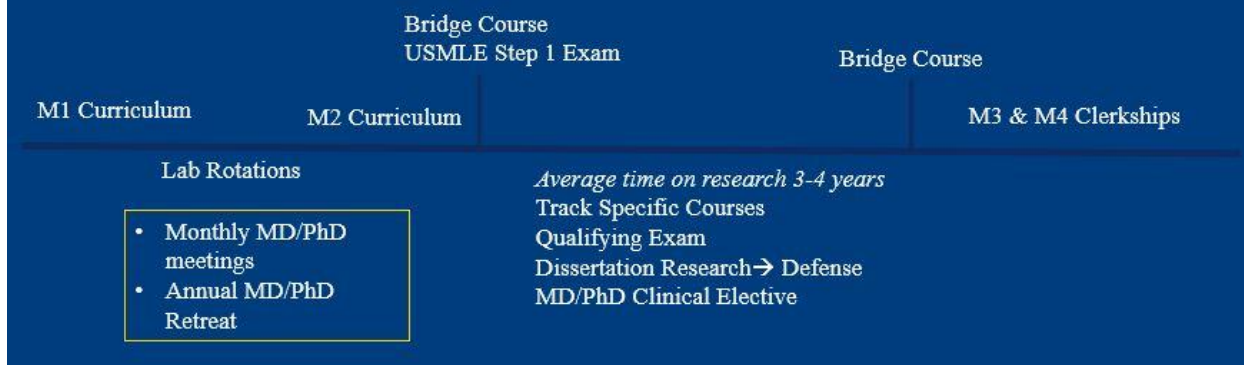 Bridge Course
USMLE Step 1 Exam
Bridge Course
M1 Curriculum
M2 Curriculum
M3 & M4 Clerkships
Lab Rotations
• Monthly MD/PhD
meetings
• Annual MD/PhD
Retreat
Average time on research 3-4 years
Track Specific Courses
Qualifying Exam
Dissertation Research→ Defense
MD/PhD Clinical Elective